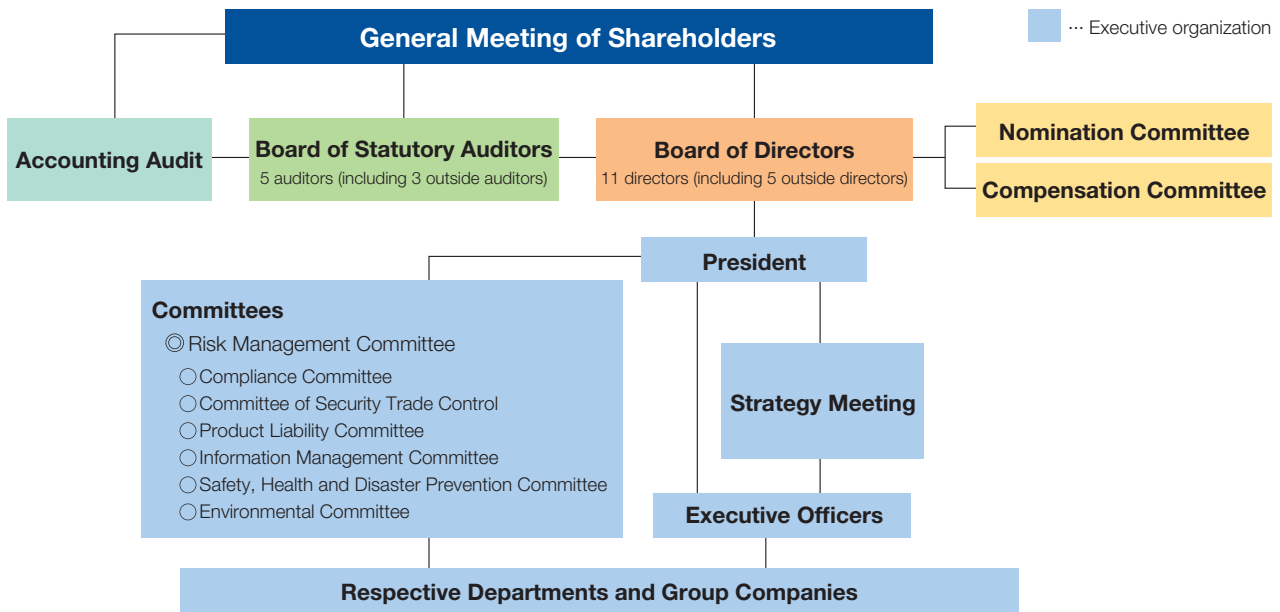 General Meeting of Shareholders
··· Executive organization
Accounting Audit
Board of Statutory Auditors
5 auditors (including 3 outside auditors)
Board of Directors
11 directors (including 5 outside directors)
Nomination Committee
Compensation Committee
President
Committees
◎ Risk Management Committee
○ Compliance Committee
○ Committee of Security Trade Control
○ Product Liability Committee
○ Information Management Committee
○ Safety, Health and Disaster Prevention Committee
○ Environmental Committee
Strategy Meeting
Executive Officers
Respective Departments and Group Companies